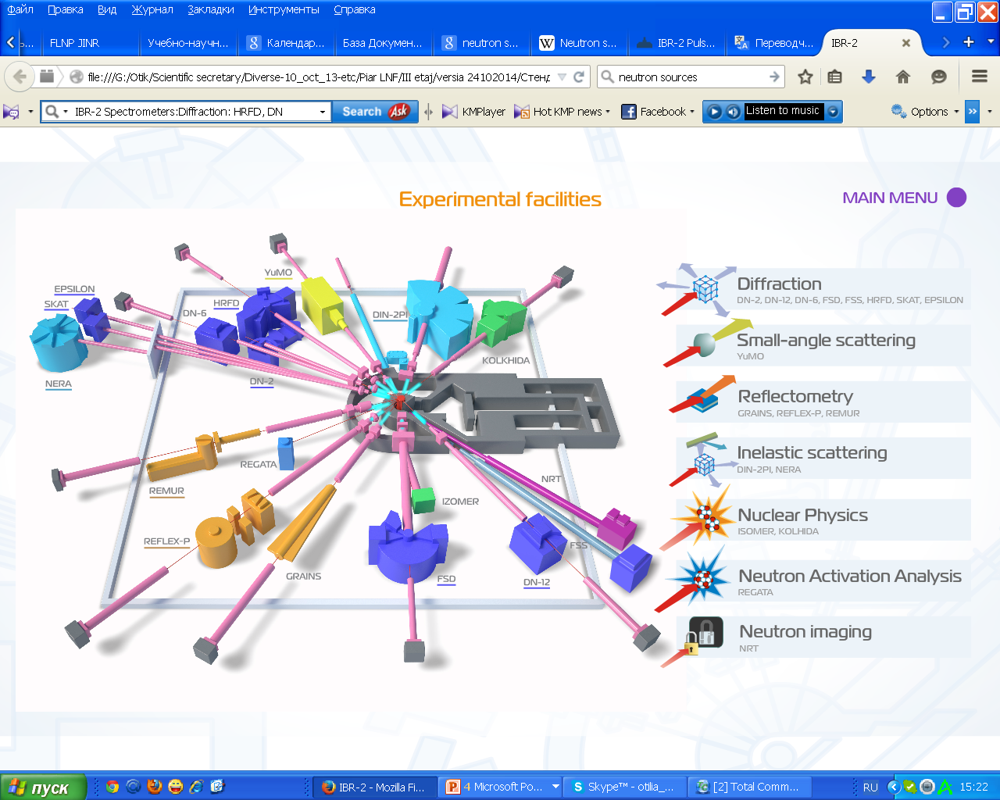 Файл Правка Вид Журнал Закладки Инструменты Справка
FLNP JINR Учебно-научн... Календар... База Докумен... neutron s... Neutron s... IBR-2 Puls... Переводч... IBR-2
file:///G:/Otik/Scientific secretary/Diverse-10_oct_13-etc/Piar LNF/III etaj/versia 24102014/Стенд neutron sources
IBR-2 Spectrometers:Diffraction: HRFD, DN Search Ask KMPlayer Hot KMP news Facebook Listen to music Options
Experimental facilities
MAIN MENU
YuMO
EPSILON
SKAT
HRFD
DN-6
DIN-2PI
KOLKHIDA
DN-2
NERA
REGATA
REMUR
NRT
IZOMER
REFLEX-P
FSS
GRAINS
FSD
DN-12
Diffraction
DN-2, DN-12, DN-6, FSD, FSS, HRFD, SKAT, EPSILON
Small-angle scattering
YuMO
Reflectometry
GRAINS, REFLEX-P, REMUR
Inelastic scattering
DIN-2PI, NERA
Nuclear Physics
ISOMER, KOLHIDA
Neutron Activation Analysis
REGATA
Neutron imaging
NRT
пуск IBR-2 - Mozilla Fi... 4 Microsoft Po... Skype™ - otilia_... [2] Total Comm... RU 15:22